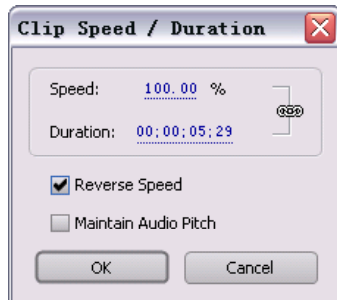 Clip Speed / Duration
Speed: 100.00 %
Duration: 00;00;05;29
Reverse Speed
Maintain Audio Pitch
OK Cancel